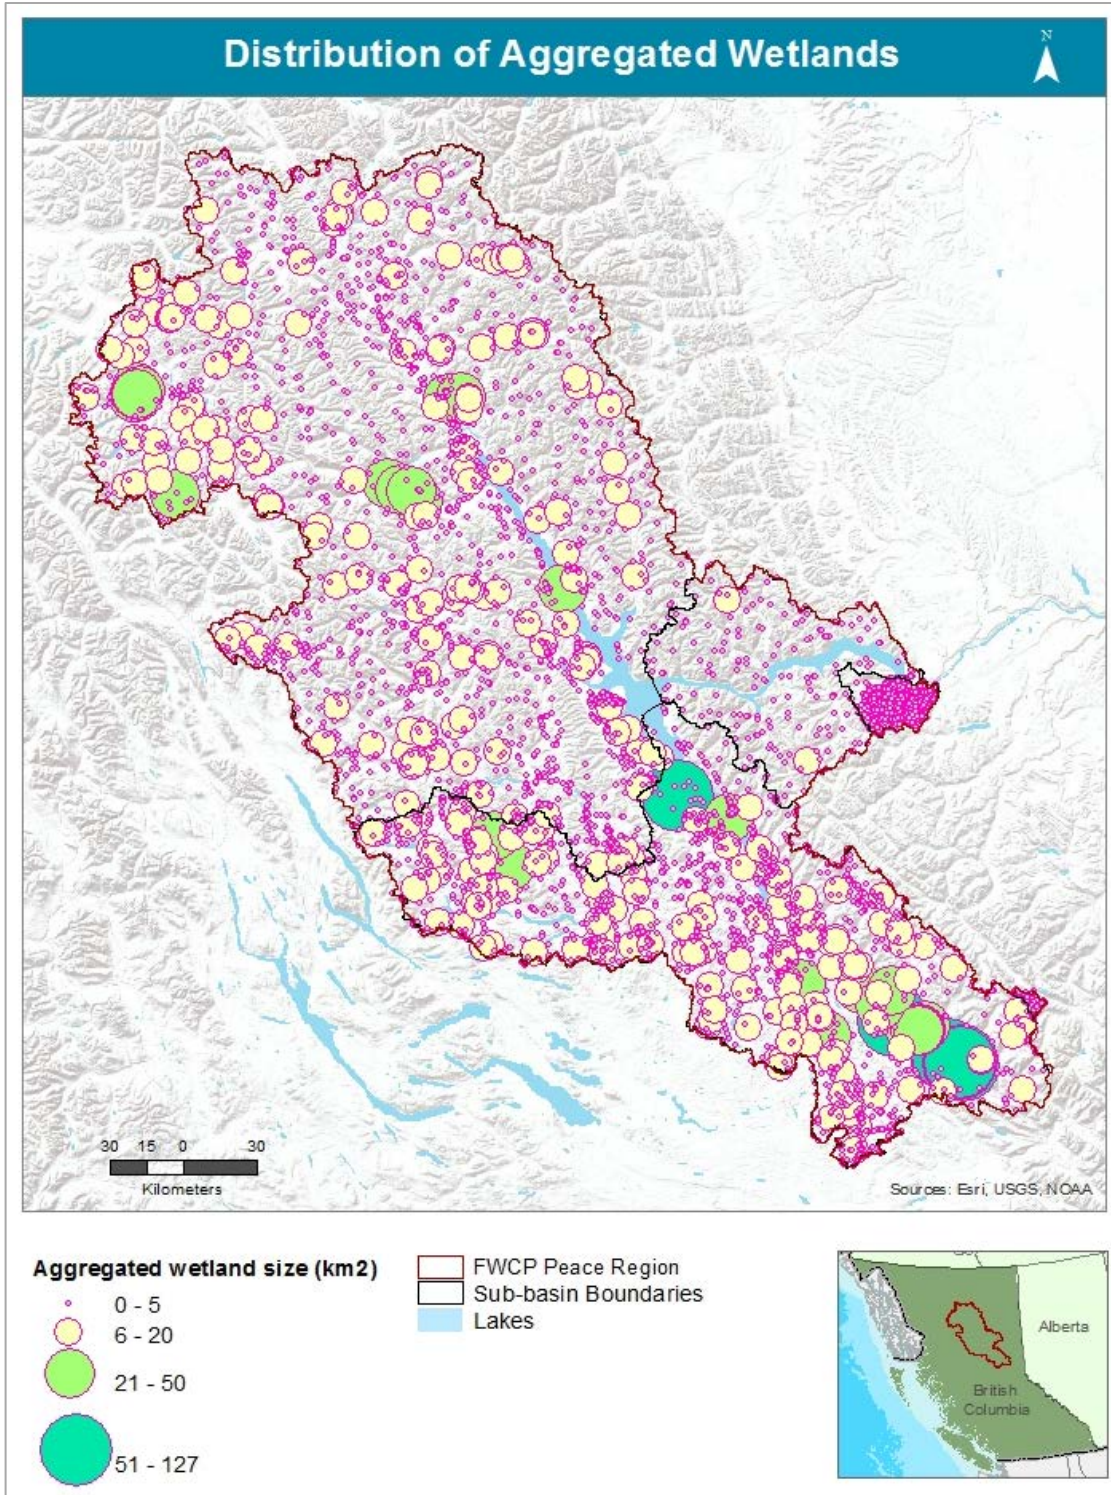 Distribution of Aggregated Wetlands
N
30 15 0 30
Kilometers
Sources: Esri, USGS, NOAA
Aggregated wetland size (km2)
0 - 5
6 - 20
21 - 50
51 - 127
FWCP Peace Region
Sub-basin Boundaries
Lakes
Alberta
British
Columbia